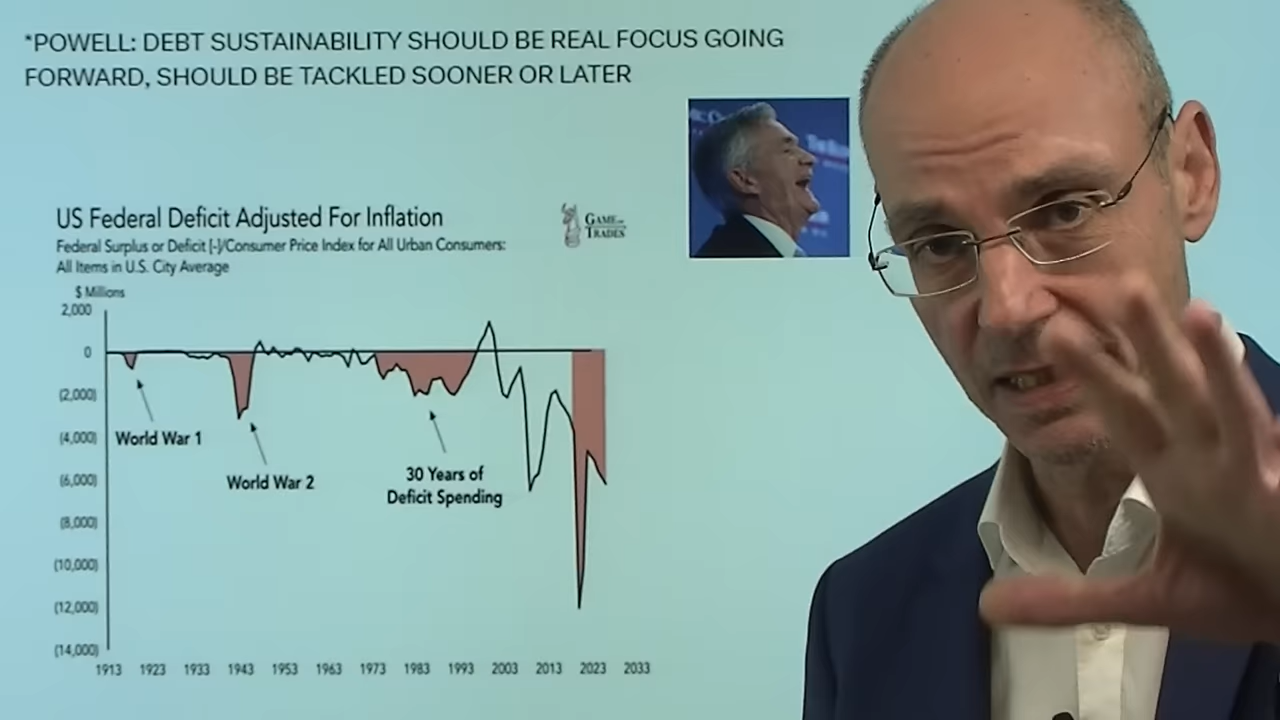 *POWELL: DEBT SUSTAINABILITY SHOULD BE REAL FOCUS GOING
FORWARD, SHOULD BE TACKLED SOONER OR LATER
US Federal Deficit Adjusted For Inflation
GAME OF
TRADES
Federal Surplus or Deficit [-]/Consumer Price Index for All Urban Consumers:
All Items in U.S. City Average
$ Millions
2,000
0
(2,000)
(4,000)
(6,000)
(8,000)
(10,000)
(12,000)
(14,000)
World War 1
World War 2
30 Years of
Deficit Spending
1913 1923 1933 1943 1953 1963 1973 1983 1993 2003 2013 2023 2033